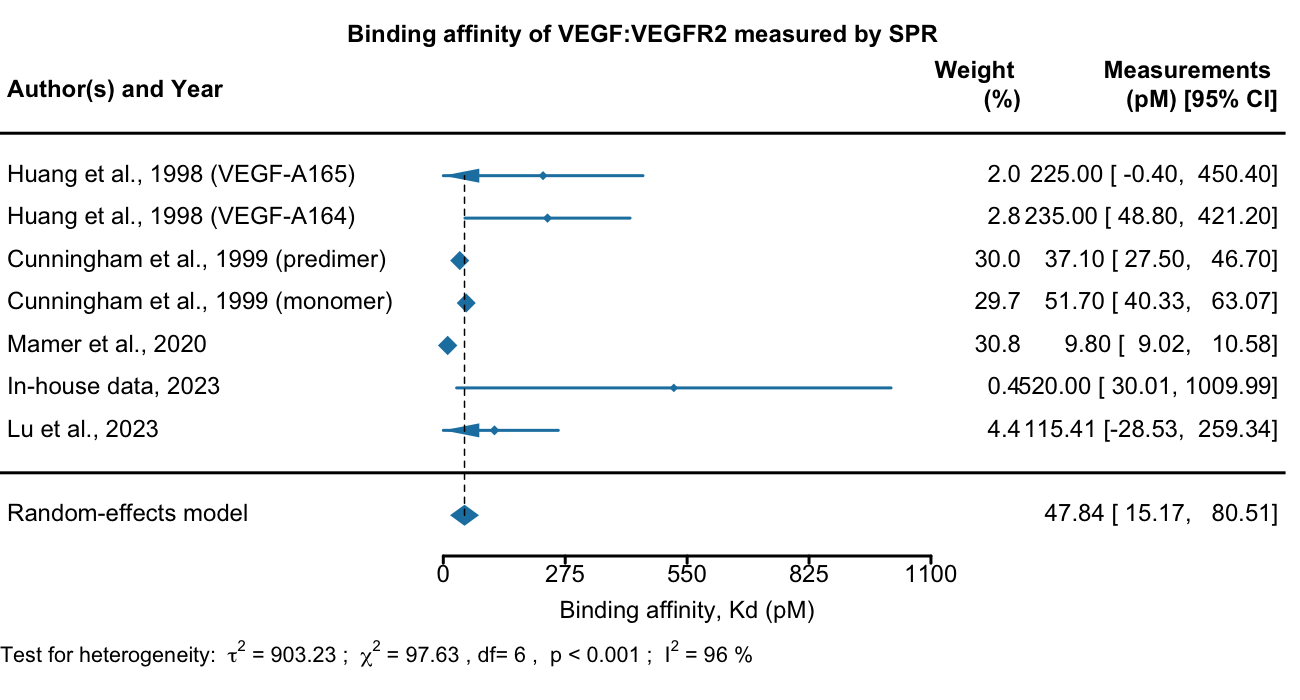 Binding affinity of VEGF:VEGFR2 measured by SPR
Author(s) and Year Weight (%) Measurements (pM) [95% CI]
Huang et al., 1998 (VEGF-A165) 2.0 225.00 [ -0.40, 450.40]
Huang et al., 1998 (VEGF-A164) 2.8 235.00 [ 48.80, 421.20]
Cunningham et al., 1999 (predimer) 30.0 37.10 [ 27.50, 46.70]
Cunningham et al., 1999 (monomer) 29.7 51.70 [ 40.33, 63.07]
Mamer et al., 2020 30.8 9.80 [ 9.02, 10.58]
In-house data, 2023 0.4 520.00 [ 30.01, 1009.99]
Lu et al., 2023 4.4 115.41 [-28.53, 259.34]
Random-effects model 47.84 [ 15.17, 80.51]
0 275 550 825 1100
Binding affinity, Kd (pM)
Test for heterogeneity: τ² = 903.23 ; χ² = 97.63 , df= 6 , p < 0.001 ; I² = 96 %